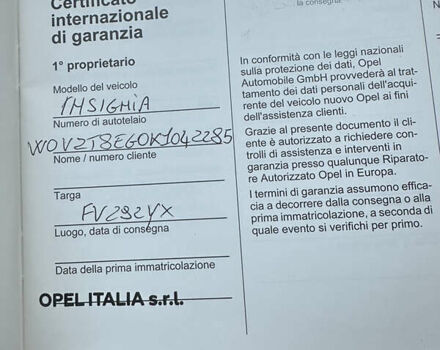 Certificato
internazionale
di garanzia
1° proprietario
Modello del veicolo
INSIGNIA
Numero di autotelaio
W0VZT8EG0K1042285
Nome / numero cliente
Targa
FV292YX
Luogo, data di consegna
Data della prima immatricolazione
OPEL ITALIA s.r.l.
la consegna
In conformità con le leggi nazionali
sulla protezione dei dati, Opel
Automobile GmbH provvederà al trat-
tamento dei dati personali dell'acqui-
rente del veicolo nuovo Opel ai fini
dell'assistenza clienti.
Grazie al presente documento il cli-
ente è autorizzato a richiedere con-
trolli di assistenza e interventi in
garanzia presso qualunque Riparato-
re Autorizzato Opel in Europa.
I termini di garanzia assumono effica-
cia a decorrere dalla consegna o alla
prima immatricolazione, a seconda di
quale evento si verifichi per primo.